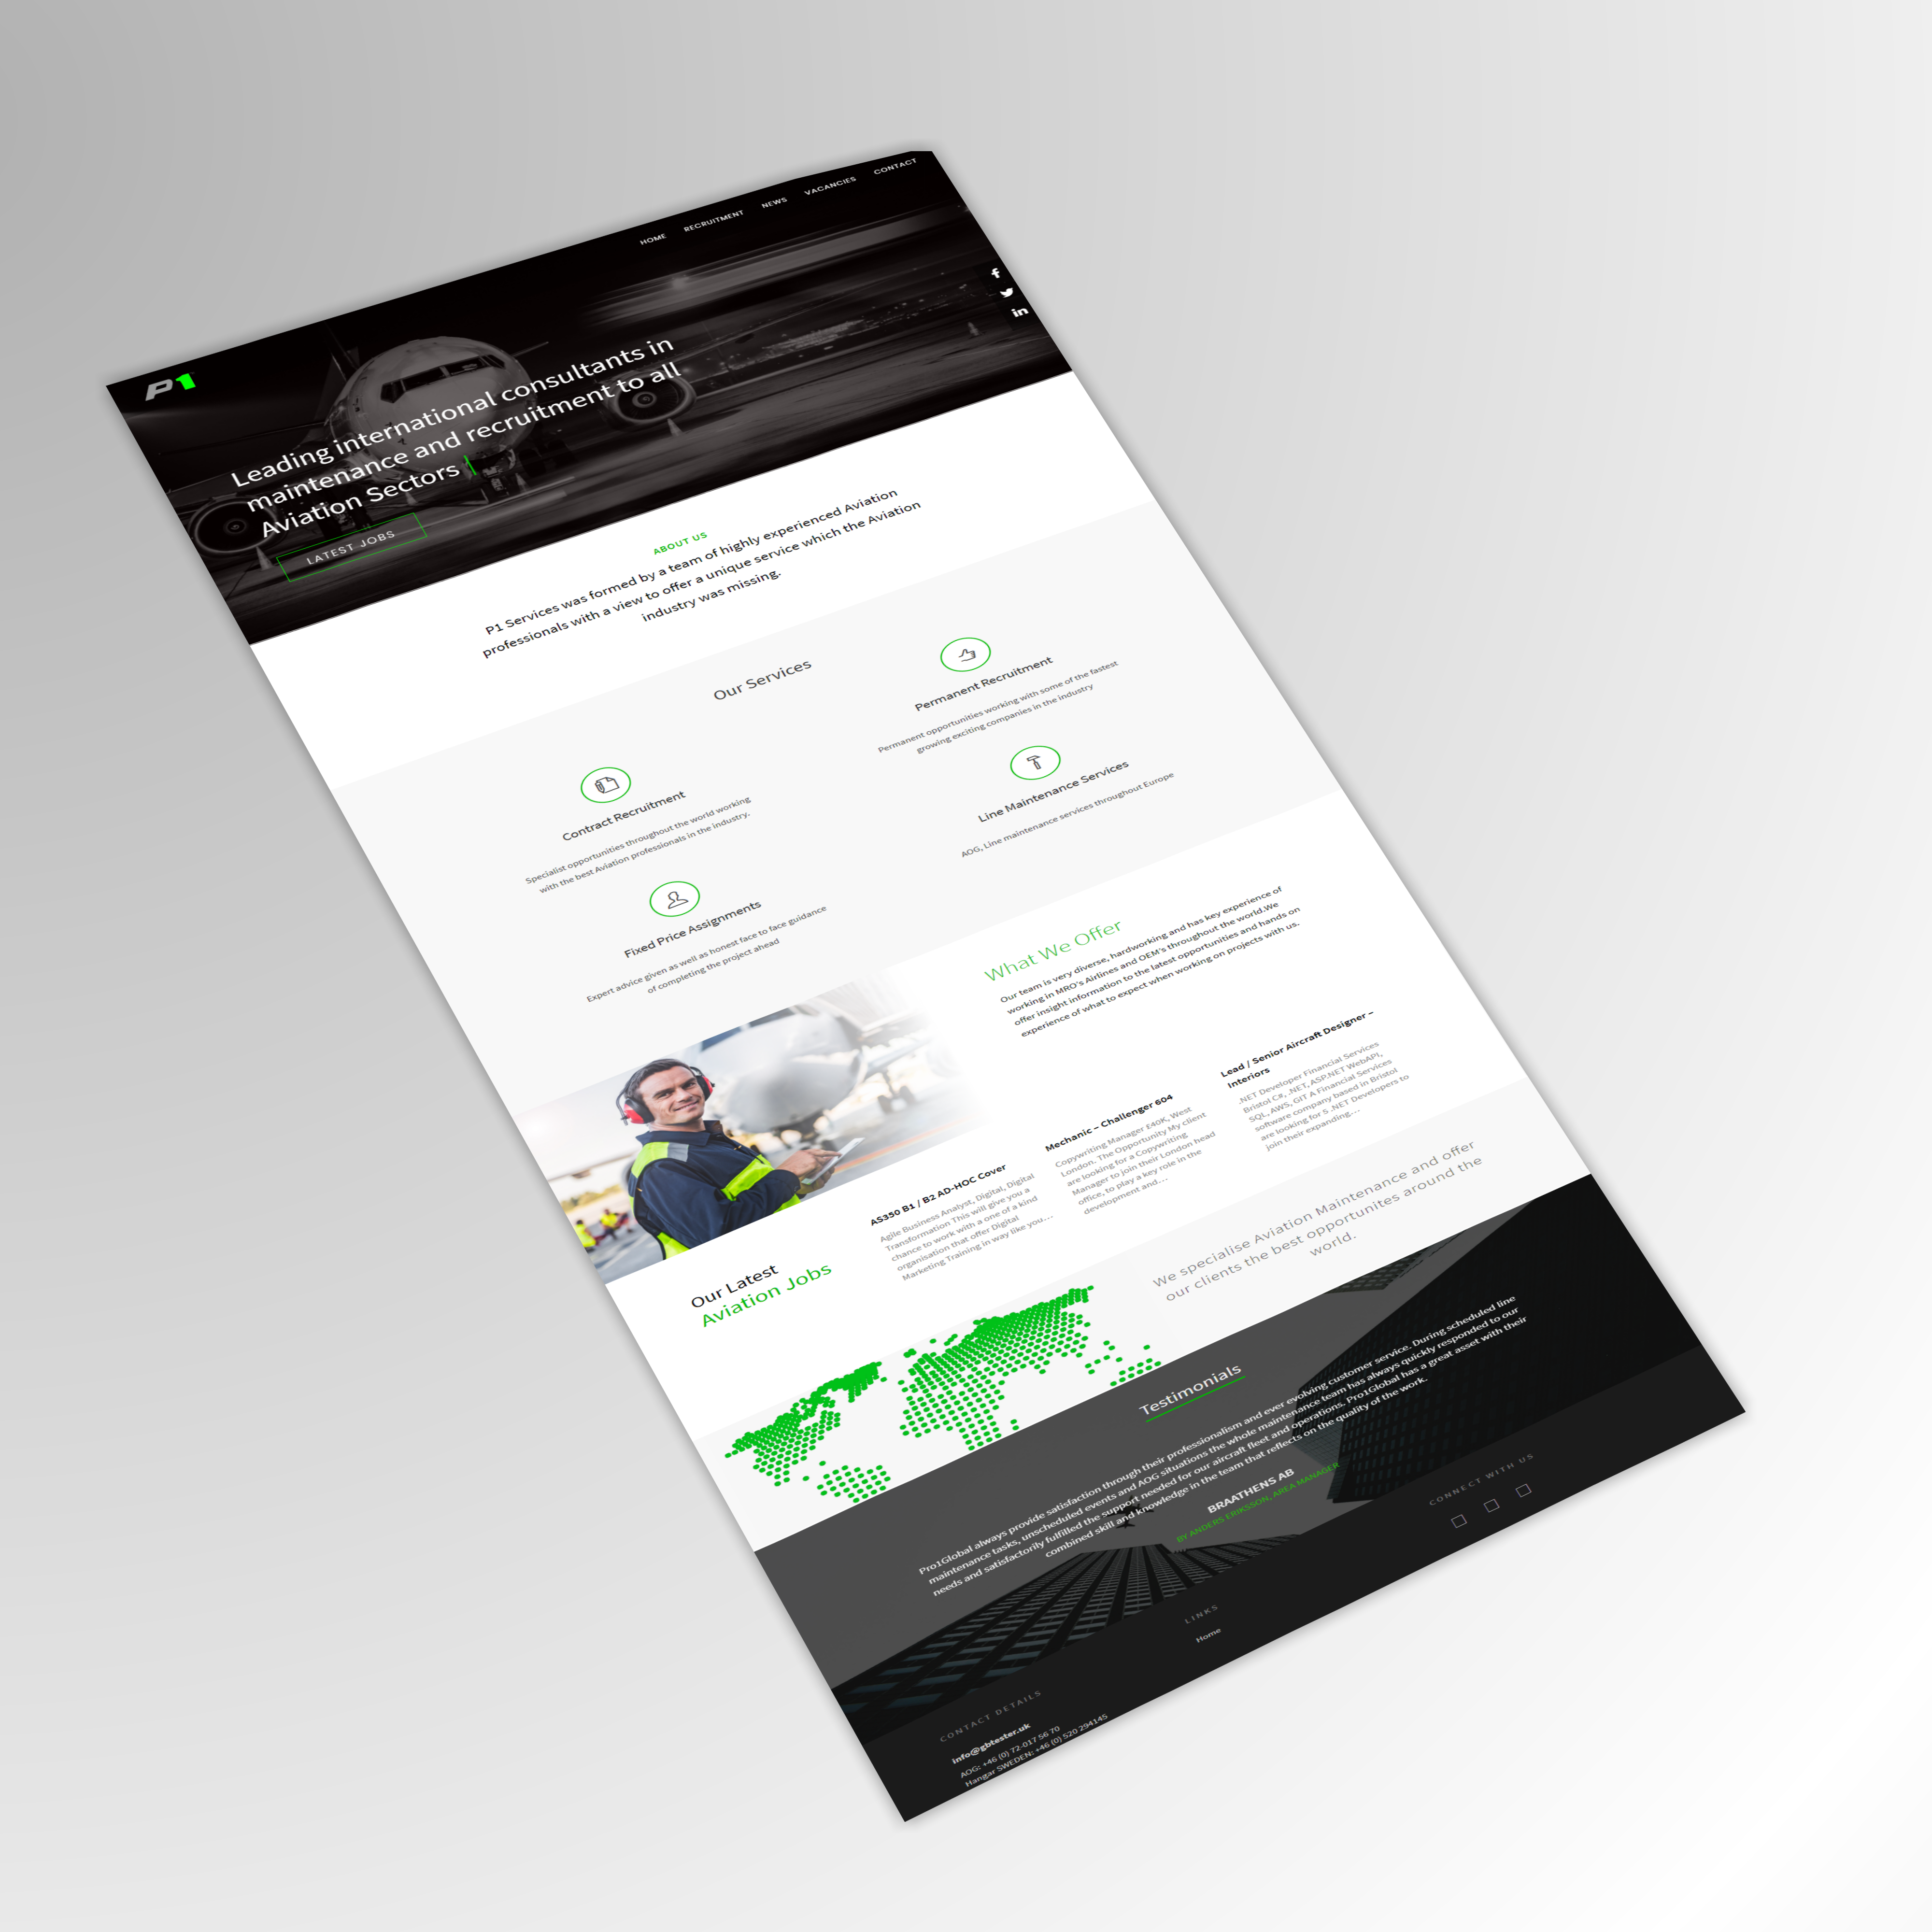 P1
HOME RECRUITMENT NEWS VACANCIES CONTACT
Leading international consultants in
maintenance and recruitment to all
Aviation Sectors
LATEST JOBS
ABOUT US
P1 Services was formed by a team of highly experienced Aviation
professionals with a view to offer a unique service which the Aviation
industry was missing.
Our Services
Contract Recruitment
Specialist opportunities throughout the world working
with the best Aviation professionals in the industry.
Permanent Recruitment
Permanent opportunities working with some of the fastest
growing exciting companies in the industry
Fixed Price Assignments
Expert advice given as well as honest face to face guidance
of completing the project ahead
Line Maintenance Services
AOG, Line maintenance services throughout Europe
What We Offer
Our team is very diverse, hardworking and has key experience of
working in MRO's Airlines and OEM's throughout the world.We
offer insight information to the latest opportunities and hands on
experience of what to expect when working on projects with us.
Our Latest
Aviation Jobs
AS350 B1 / B2 AD-HOC Cover
Agile Business Analyst, Digital, Digital
Transformation This will give you a
chance to work with a one of a kind
organisation that offer Digital
Marketing Training in way like you…
Mechanic – Challenger 604
Copywriting Manager £40K, West
London. The Opportunity My client
are looking for a Copywriting
Manager to join their London head
office, to play a key role in the
development and…
Lead / Senior Aircraft Designer –
Interiors
.NET Developer Financial Services
Bristol C#, .NET, ASP.NET WebAPI,
SQL, AWS, GIT A Financial Services
software company based in Bristol
are looking for 5 .NET Developers to
join their expanding…
We specialise Aviation Maintenance and offer
our clients the best opportunites around the
world.
Testimonials
Pro1Global always provide satisfaction through their professionalism and ever evolving customer service. During scheduled line
maintenance tasks, unscheduled events and AOG situations the whole maintenance team has always quickly responded to our
needs and satisfactorily fulfilled the support needed for our aircraft fleet and operations. Pro1Global has a great asset with their
combined skill and knowledge in the team that reflects on the quality of the work.
BRAATHENS AB
BY ANDERS ERIKSSON, AREA MANAGER
CONTACT DETAILS
info@gbtester.uk
AOG: +46 (0) 72-017 56 70
Hangar SWEDEN: +46 (0) 520 294145
LINKS
Home
CONNECT WITH US